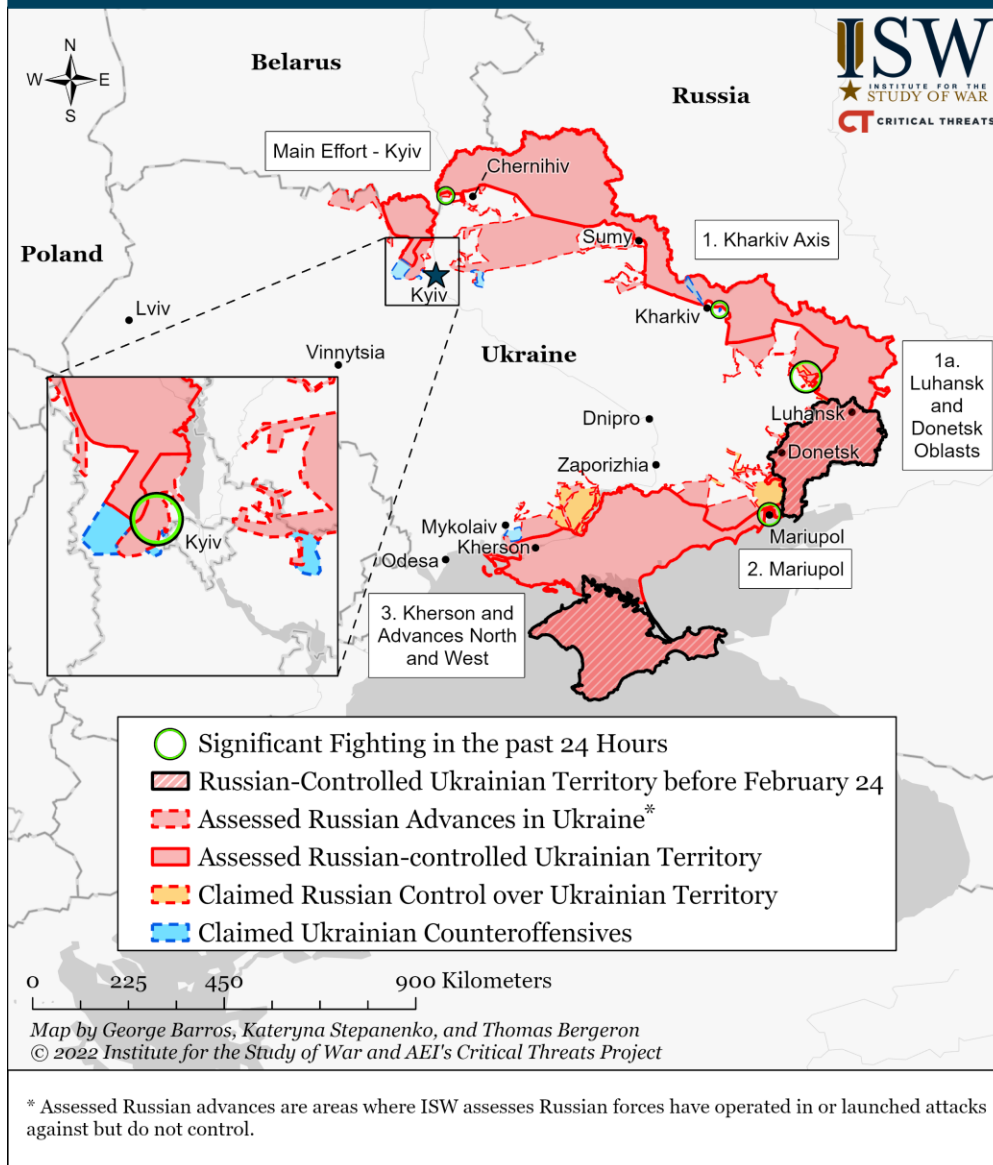 N
W E
S
Belarus
Russia
ISW
INSTITUTE FOR THE
STUDY OF WAR
CT CRITICAL THREATS
Main Effort - Kyiv
Chernihiv
Poland
Sumy
1. Kharkiv Axis
Kyiv
Lviv
Kharkiv
Vinnytsia
Ukraine
1a.
Luhansk
and
Donetsk
Oblasts
Dnipro
Luhansk
Donetsk
Zaporizhia
Kyiv
Mykolaiv
Kherson
Odesa
Mariupol
2. Mariupol
3. Kherson and
Advances North
and West
Significant Fighting in the past 24 Hours
Russian-Controlled Ukrainian Territory before February 24
Assessed Russian Advances in Ukraine*
Assessed Russian-controlled Ukrainian Territory
Claimed Russian Control over Ukrainian Territory
Claimed Ukrainian Counteroffensives
0 225 450 900 Kilometers
Map by George Barros, Kateryna Stepanenko, and Thomas Bergeron
© 2022 Institute for the Study of War and AEI's Critical Threats Project
* Assessed Russian advances are areas where ISW assesses Russian forces have operated in or launched attacks
against but do not control.